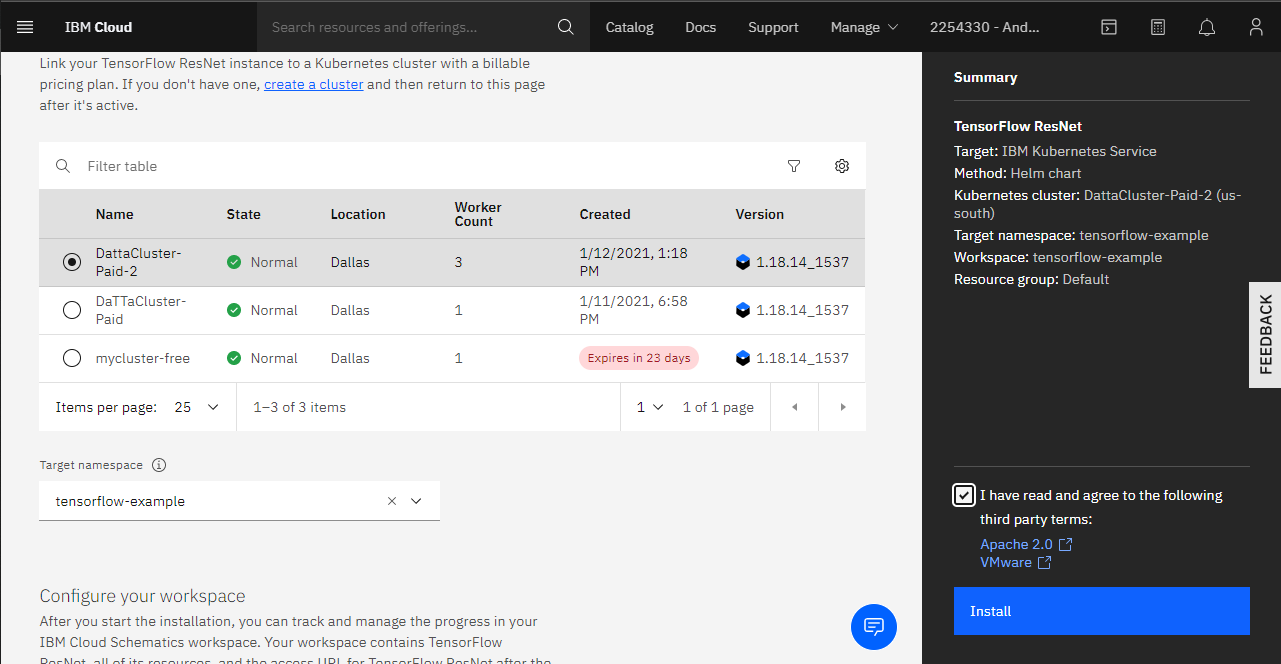 IBM Cloud
Search resources and offerings...
Catalog
Docs
Support
Manage
2254330 - And...
Link your TensorFlow ResNet instance to a Kubernetes cluster with a billable
pricing plan. If you don't have one, create a cluster and then return to this page
after it's active.
Filter table
Name
State
Location
Worker
Count
Created
Version
DattaCluster-
Paid-2
Normal
Dallas
3
1/12/2021, 1:18
PM
1.18.14_1537
DaTTaCluster-
Paid
Normal
Dallas
1
1/11/2021, 6:58
PM
1.18.14_1537
mycluster-free
Normal
Dallas
1
Expires in 23 days
1.18.14_1537
Items per page: 25
1–3 of 3 items
1
1 of 1 page
Target namespace
tensorflow-example
Configure your workspace
After you start the installation, you can track and manage the progress in your
IBM Cloud Schematics workspace. Your workspace contains TensorFlow
ResNet, all of its resources, and the access URL for TensorFlow ResNet after the
Summary
TensorFlow ResNet
Target: IBM Kubernetes Service
Method: Helm chart
Kubernetes cluster: DattaCluster-Paid-2 (us-
south)
Target namespace: tensorflow-example
Workspace: tensorflow-example
Resource group: Default
FEEDBACK
I have read and agree to the following
third party terms:
Apache 2.0
VMware
Install